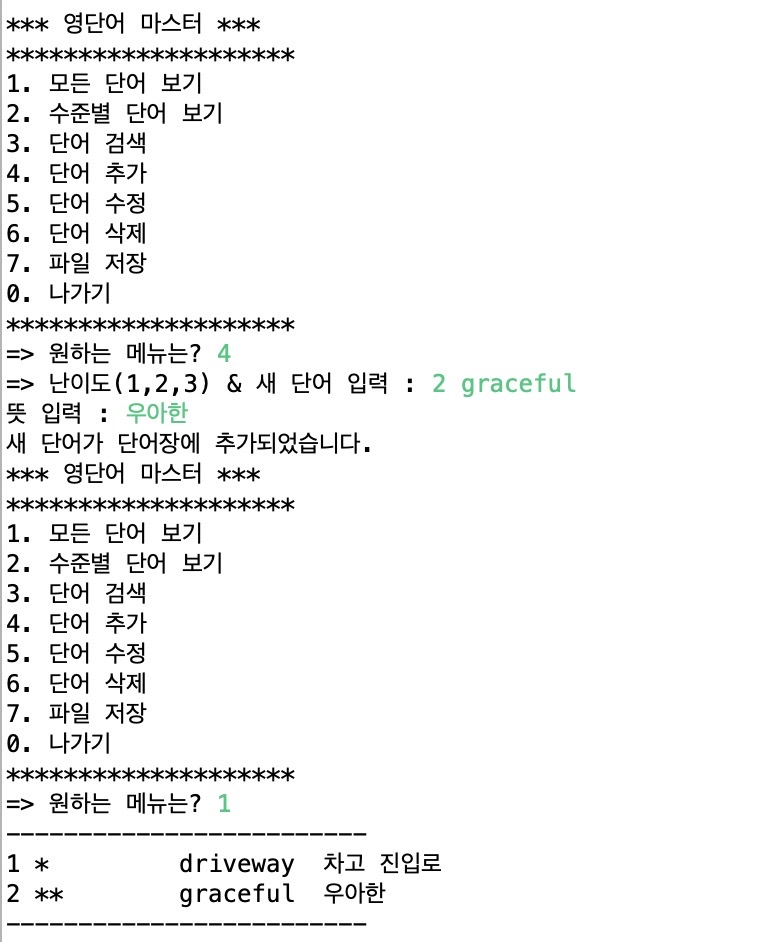 *** 영단어 마스터 ***
********************
1. 모든 단어 보기
2. 수준별 단어 보기
3. 단어 검색
4. 단어 추가
5. 단어 수정
6. 단어 삭제
7. 파일 저장
0. 나가기
********************
=> 원하는 메뉴는? 4
=> 난이도(1,2,3) & 새 단어 입력 : 2 graceful
뜻 입력 : 우아한
새 단어가 단어장에 추가되었습니다.
*** 영단어 마스터 ***
********************
1. 모든 단어 보기
2. 수준별 단어 보기
3. 단어 검색
4. 단어 추가
5. 단어 수정
6. 단어 삭제
7. 파일 저장
0. 나가기
********************
=> 원하는 메뉴는? 1
-------------------------
1 *         driveway  차고 진입로
2 **        graceful  우아한
-------------------------